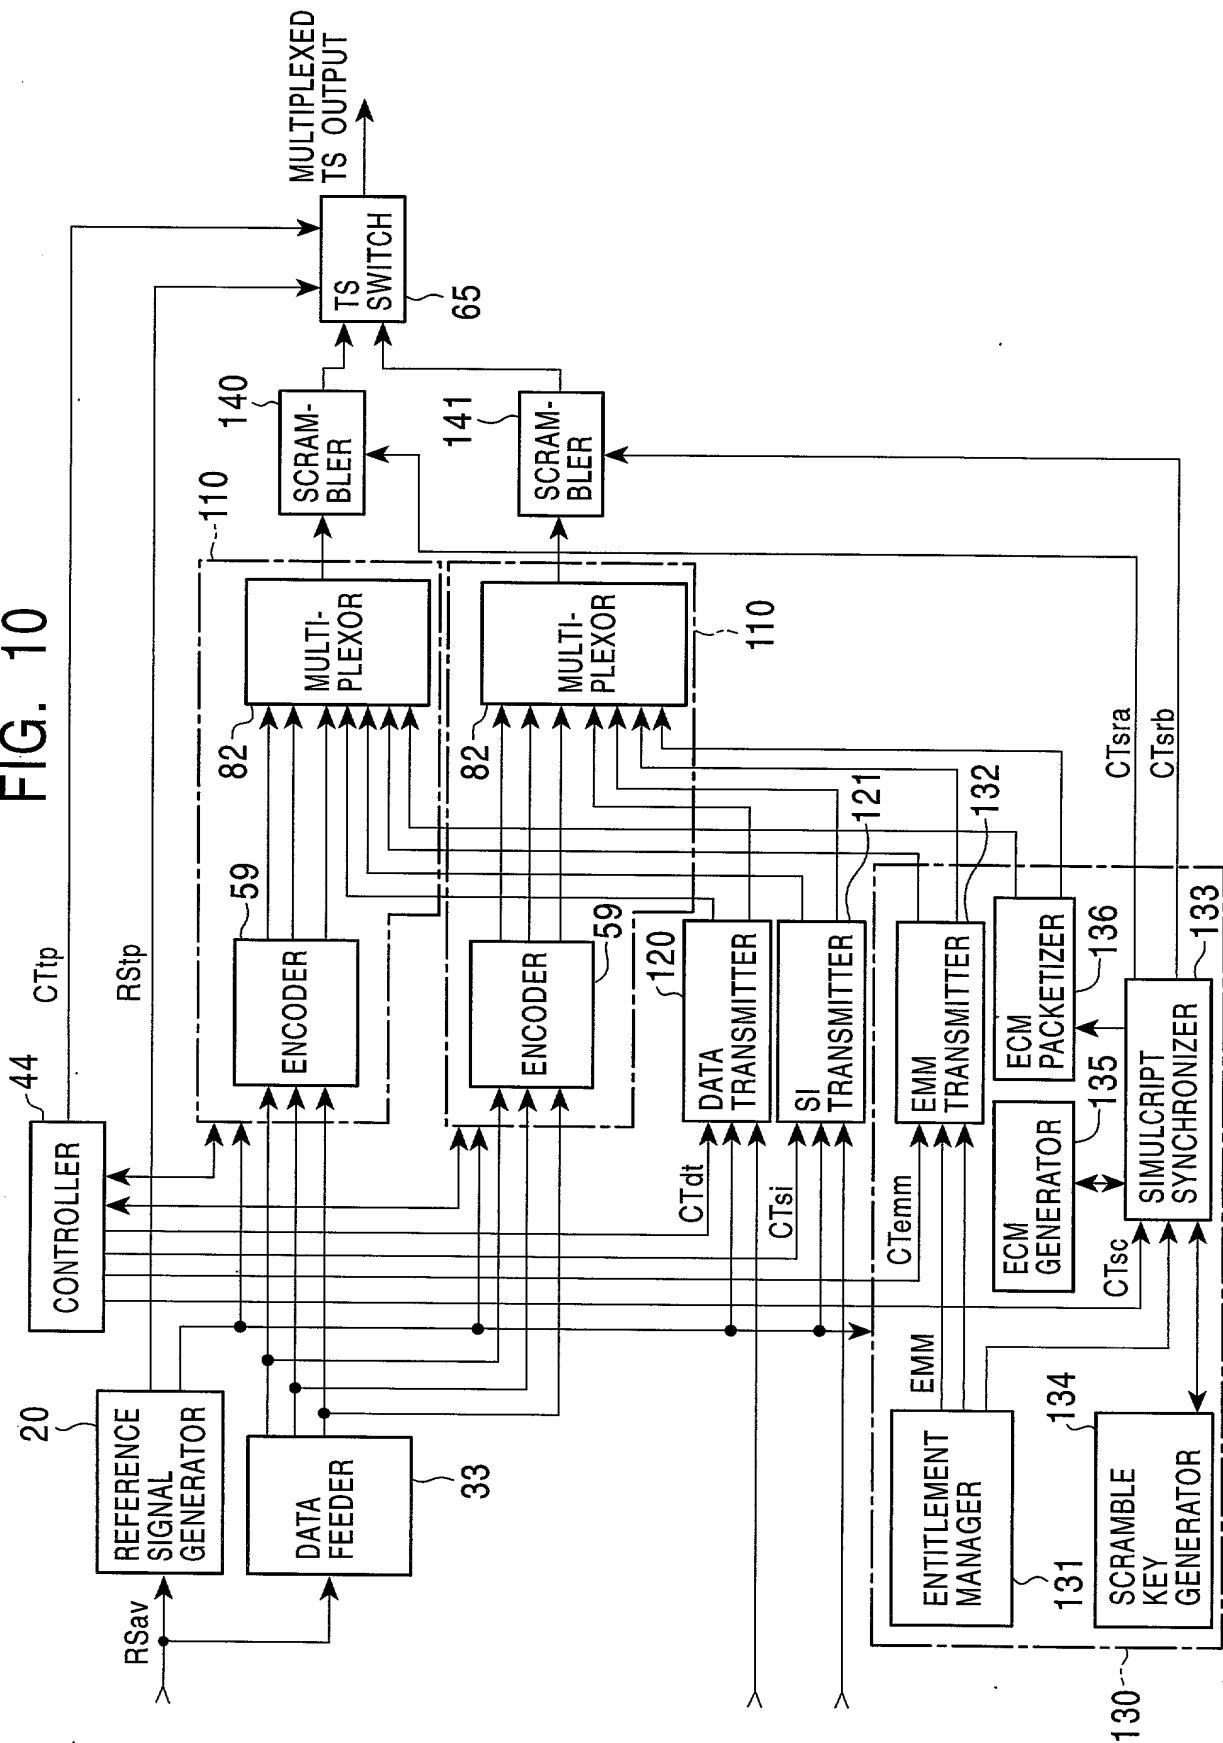 FIG. 10
MULTIPLEXED
TS OUTPUT
CTtp
RStp
TS
SWITCH
65
140
SCRAM-
BLER
141
SCRAM-
BLER
110
MULTI-
PLEXOR
82
110
MULTI-
PLEXOR
82
59
ENCODER
59
ENCODER
44
CONTROLLER
20
REFERENCE
SIGNAL
GENERATOR
RSav
DATA
FEEDER
33
CTdt
120
DATA
TRANSMITTER
CTsi
SI
TRANSMITTER
121
CTemm
EMM
TRANSMITTER
132
ECM
PACKETIZER
136
ECM
GENERATOR
135
CTsc
SIMULCRIPT
SYNCHRONIZER
133
CTsra
CTsrb
EMM
ENTITLEMENT
MANAGER
131
134
SCRAMBLE
KEY
GENERATOR
130